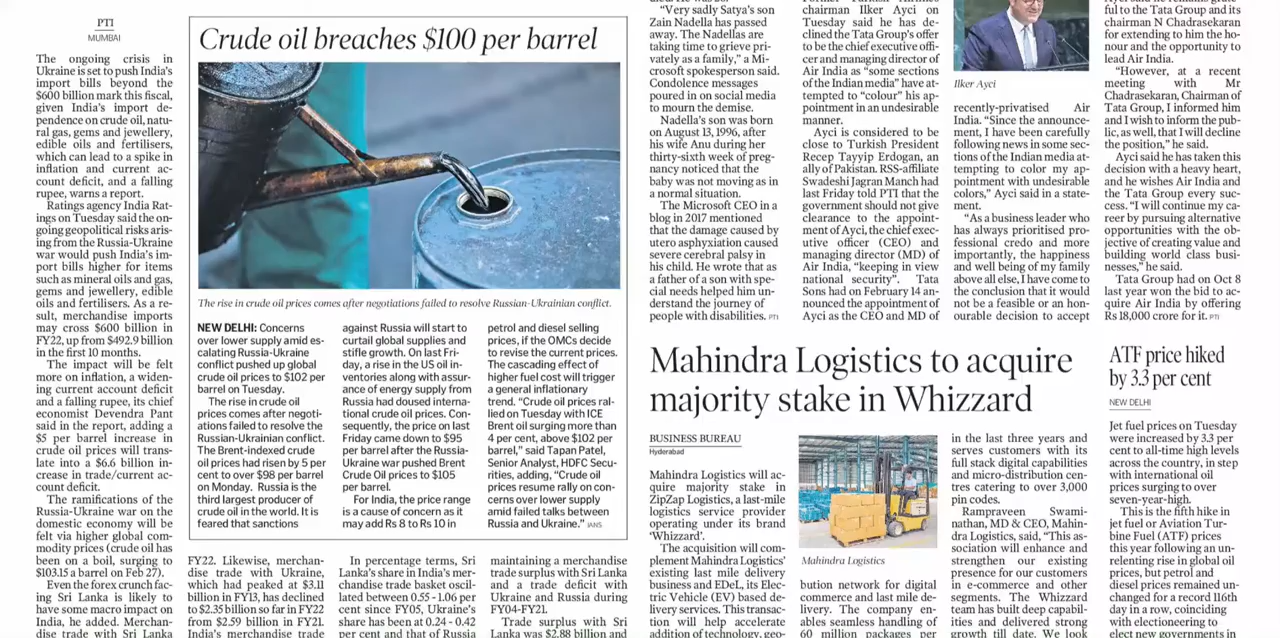 PTI
MUMBAI
The ongoing crisis in
Ukraine is set to push India's
import bills beyond the
$600 billion mark this fiscal,
given India's import de-
pendence on crude oil, natu-
ral gas, gems and jewellery,
edible oils and fertilisers,
which can lead to a spike in
inflation and current ac-
count deficit, and a falling
rupee, warns a report.
Ratings agency India Rat-
ings on Tuesday said the on-
going geopolitical risks aris-
ing from the Russia-Ukraine
war would push India's im-
port bills higher for items
such as mineral oils and gas,
gems and jewellery, edible
oils and fertilisers. As a re-
sult, merchandise imports
may cross $600 billion in
FY22, up from $492.9 billion
in the first 10 months.
The impact will be felt
more on inflation, a widen-
ing current account deficit
and a falling rupee, its chief
economist Devendra Pant
said in the report, adding a
$5 per barrel increase in
crude oil prices will trans-
late into a $6.6 billion in-
crease in trade/current ac-
count deficit.
The ramifications of the
Russia-Ukraine war on the
domestic economy will be
felt via higher global com-
modity prices (crude oil has
been on a boil, surging to
$103.15 a barrel on Feb 27).
Even the forex crunch fac-
ing Sri Lanka is likely to
have some macro impact on
India, he added. Merchan-
dise trade with Sri Lanka
Crude oil breaches $100 per barrel
The rise in crude oil prices comes after negotiations failed to resolve Russian-Ukrainian conflict.
NEW DELHI: Concerns
over lower supply amid es-
calating Russia-Ukraine
conflict pushed up global
crude oil prices to $102 per
barrel on Tuesday.
The rise in crude oil
prices comes after negoti-
ations failed to resolve the
Russian-Ukrainian conflict.
The Brent-indexed crude
oil prices had risen by 5 per
cent to over $98 per barrel
on Monday. Russia is the
third largest producer of
crude oil in the world. It is
feared that sanctions
against Russia will start to
curtail global supplies and
stifle growth. On last Fri-
day, a rise in the US oil in-
ventories along with assur-
ance of energy supply from
Russia had doused interna-
tional crude oil prices. Con-
sequently, the price on last
Friday came down to $95
per barrel after the Russia-
Ukraine war pushed Brent
Crude Oil prices to $105
per barrel.
For India, the price range
is a cause of concern as it
may add Rs 8 to Rs 10 in
petrol and diesel selling
prices, if the OMCs decide
to revise the current prices.
The cascading effect of
higher fuel cost will trigger
a general inflationary
trend. “Crude oil prices ral-
lied on Tuesday with ICE
Brent oil surging more than
4 per cent, above $102 per
barrel,” said Tapan Patel,
Senior Analyst, HDFC Secu-
rities, adding, “Crude oil
prices resume rally on con-
cerns over lower supply
amid failed talks between
Russia and Ukraine.” IANS
FY22. Likewise, merchan-
dise trade with Ukraine,
which had peaked at $3.11
billion in FY13, has declined
to $2.35 billion so far in FY22
from $2.59 billion in FY21.
India's merchandise trade
In percentage terms, Sri
Lanka's share in India's mer-
chandise trade basket oscil-
lated between 0.55 - 1.06 per
cent since FY05, Ukraine's
share has been at 0.24 - 0.42
per cent and that of Russia
maintaining a merchandise
trade surplus with Sri Lanka
and a trade deficit with
Ukraine and Russia during
FY04-FY21.
Trade surplus with Sri
Lanka was $2.88 billion and
“Very sadly Satya's son
Zain Nadella has passed
away. The Nadellas are
taking time to grieve pri-
vately as a family,” a Mi-
crosoft spokesperson said.
Condolence messages
poured in on social media
to mourn the demise.
Nadella's son was born
on August 13, 1996, after
his wife Anu during her
thirty-sixth week of preg-
nancy noticed that the
baby was not moving as in
a normal situation.
The Microsoft CEO in a
blog in 2017 mentioned
that the damage caused by
utero asphyxiation caused
severe cerebral palsy in
his child. He wrote that as
a father of a son with spe-
cial needs helped him un-
derstand the journey of
people with disabilities. PTI
chairman Ilker Ayci on
Tuesday said he has de-
clined the Tata Group's offer
to be the chief executive offi-
cer and managing director of
Air India as “some sections
of the Indian media” have at-
tempted to “colour” his ap-
pointment in an undesirable
manner.
Ayci is considered to be
close to Turkish President
Recep Tayyip Erdogan, an
ally of Pakistan. RSS-affiliate
Swadeshi Jagran Manch had
last Friday told PTI that the
government should not give
clearance to the appoint-
ment of Ayci, the chief exec-
utive officer (CEO) and
managing director (MD) of
Air India, “keeping in view
national security”. Tata
Sons had on February 14 an-
nounced the appointment of
Ayci as the CEO and MD of
Ilker Ayci
recently-privatised Air
India. “Since the announce-
ment, I have been carefully
following news in some sec-
tions of the Indian media at-
tempting to color my ap-
pointment with undesirable
colors,” Ayci said in a state-
ment.
“As a business leader who
has always prioritised pro-
fessional credo and more
importantly, the happiness
and well being of my family
above all else, I have come to
the conclusion that it would
not be a feasible or an hon-
ourable decision to accept
ful to the Tata Group and its
chairman N Chadrasekaran
for extending to him the ho-
nour and the opportunity to
lead Air India.
“However, at a recent
meeting with Mr
Chadrasekaran, Chairman of
Tata Group, I informed him
and I wish to inform the pub-
lic, as well, that I will decline
the position,” he said.
Ayci said he has taken this
decision with a heavy heart,
and he wishes Air India and
the Tata Group every suc-
cess. “I will continue my ca-
reer by pursuing alternative
opportunities with the ob-
jective of creating value and
building world class busi-
nesses,” he said.
Tata Group had on Oct 8
last year won the bid to ac-
quire Air India by offering
Rs 18,000 crore for it. PTI
Mahindra Logistics to acquire
majority stake in Whizzard
BUSINESS BUREAU
Hyderabad
Mahindra Logistics will ac-
quire majority stake in
ZipZap Logistics, a last-mile
logistics service provider
operating under its brand
‘Whizzard’.
The acquisition will com-
plement Mahindra Logistics'
existing last mile delivery
business and EDeL, its Elec-
tric Vehicle (EV) based de-
livery services. This transac-
tion will help accelerate
addition of technology, geo-
Mahindra Logistics
bution network for digital
commerce and last mile de-
livery. The company en-
ables seamless handling of
60 million packages per
in the last three years and
serves customers with its
full stack digital capabilities
and micro-distribution cen-
tres catering to over 3,000
pin codes.
Rampraveen Swami-
nathan, MD & CEO, Mahin-
dra Logistics, said, “This as-
sociation will enhance and
strengthen our existing
presence for our customers
in e-commerce and other
segments. The Whizzard
team has built deep capabil-
ities and delivered strong
growth till date. We look
ATF price hiked
by 3.3 per cent
NEW DELHI
Jet fuel prices on Tuesday
were increased by 3.3 per
cent to all-time high levels
across the country, in step
with international oil
prices surging to over
seven-year-high.
This is the fifth hike in
jet fuel or Aviation Tur-
bine Fuel (ATF) prices
this year following an un-
relenting rise in global oil
prices, but petrol and
diesel prices remained un-
changed for a record 116th
day in a row, coinciding
with electioneering to
elect new governments in